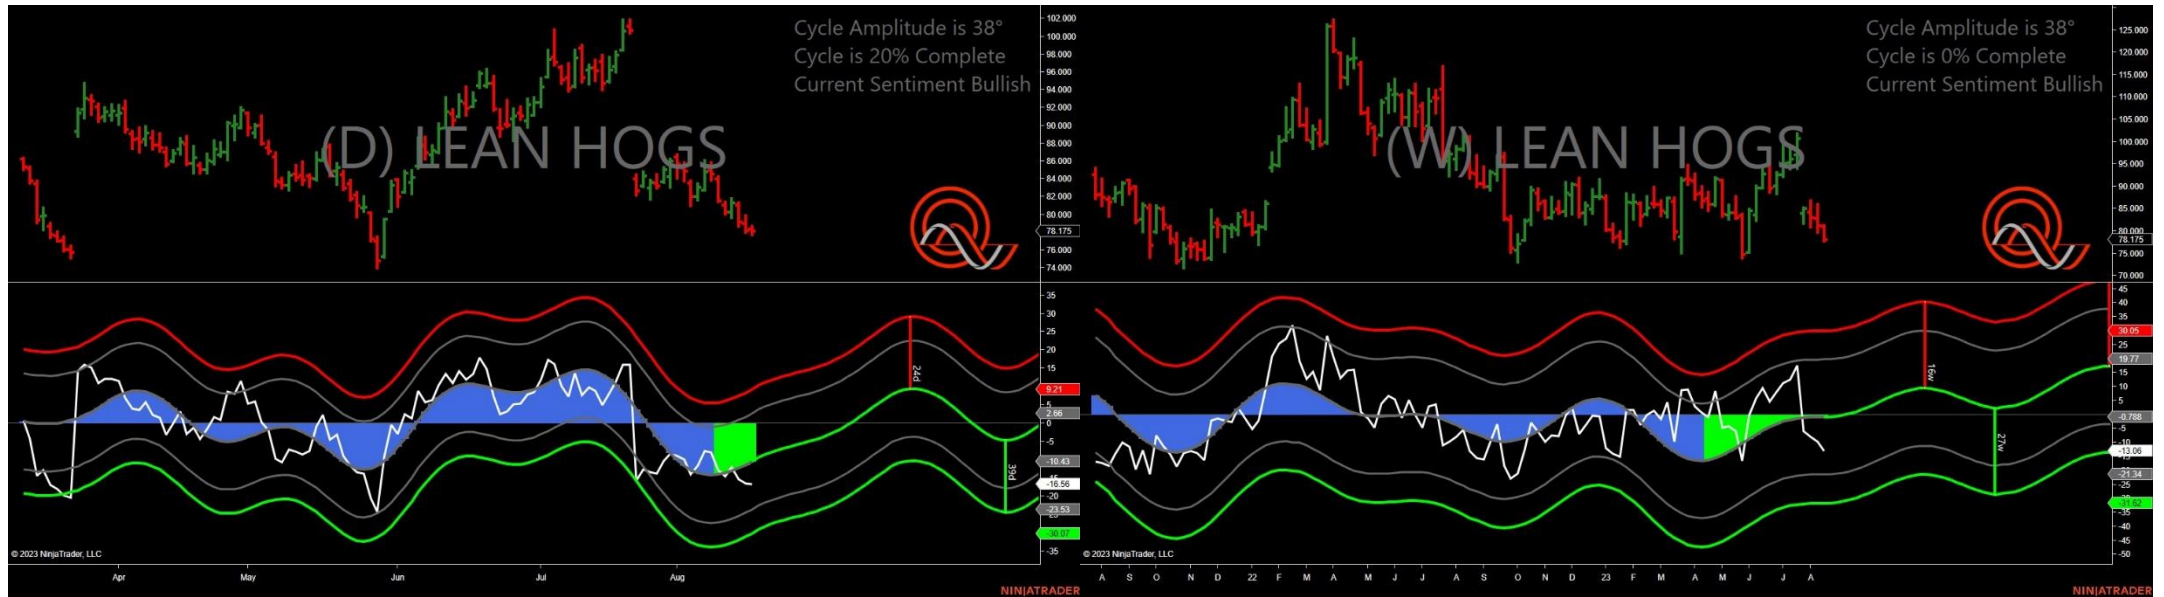 Cycle Amplitude is 38°
Cycle is 20% Complete
Current Sentiment Bullish
(D) LEAN HOGS
102.000
100.000
98.000
96.000
94.000
92.000
90.000
88.000
86.000
84.000
82.000
80.000
78.175
76.000
74.000
35
30
25
20
15
9.21
5
2.66
0
-5
-10.43
-16.56
-20
-23.53
-30.07
-35
24d
39d
© 2023 NinjaTrader, LLC
Apr
May
Jun
Jul
Aug
NINJATRADER
Cycle Amplitude is 38°
Cycle is 0% Complete
Current Sentiment Bullish
(W) LEAN HOGS
125.000
120.000
115.000
110.000
105.000
100.000
95.000
90.000
85.000
80.000
78.175
75.000
70.000
45
40
35
30.05
25
19.77
15
10
5
-0.788
-5
-10
-13.06
-21.34
-25
-31.62
-35
-40
-45
-50
16w
27w
© 2023 NinjaTrader, LLC
A S O N D 22 F M A M J J A S O N D 23 F M A M J J A
NINJATRADER